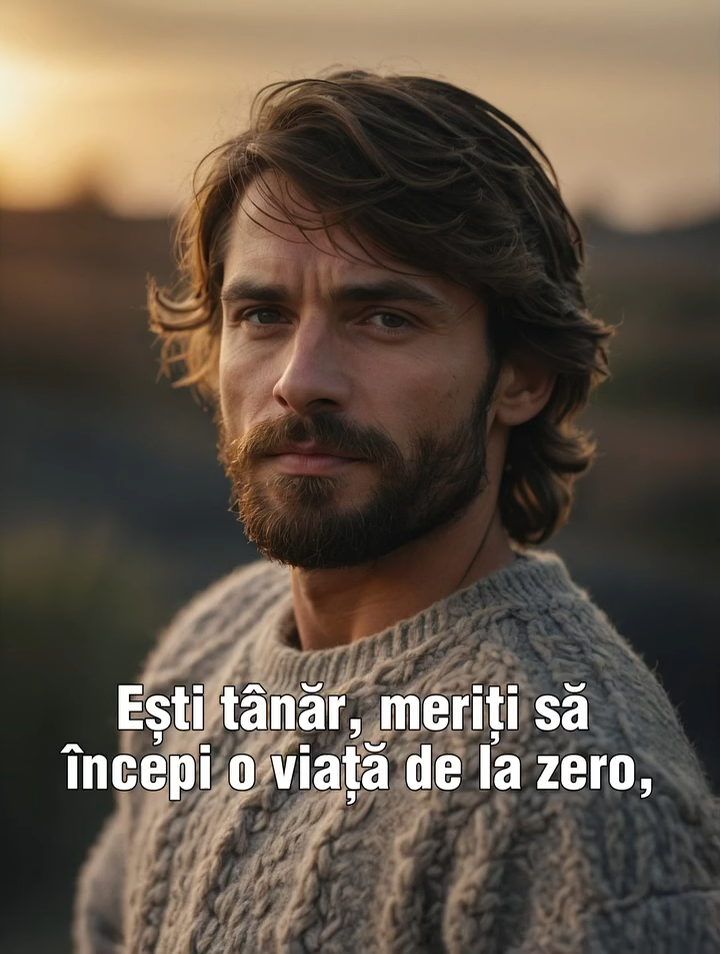 Ești tânăr, meriți să
începi o viață de la zero,